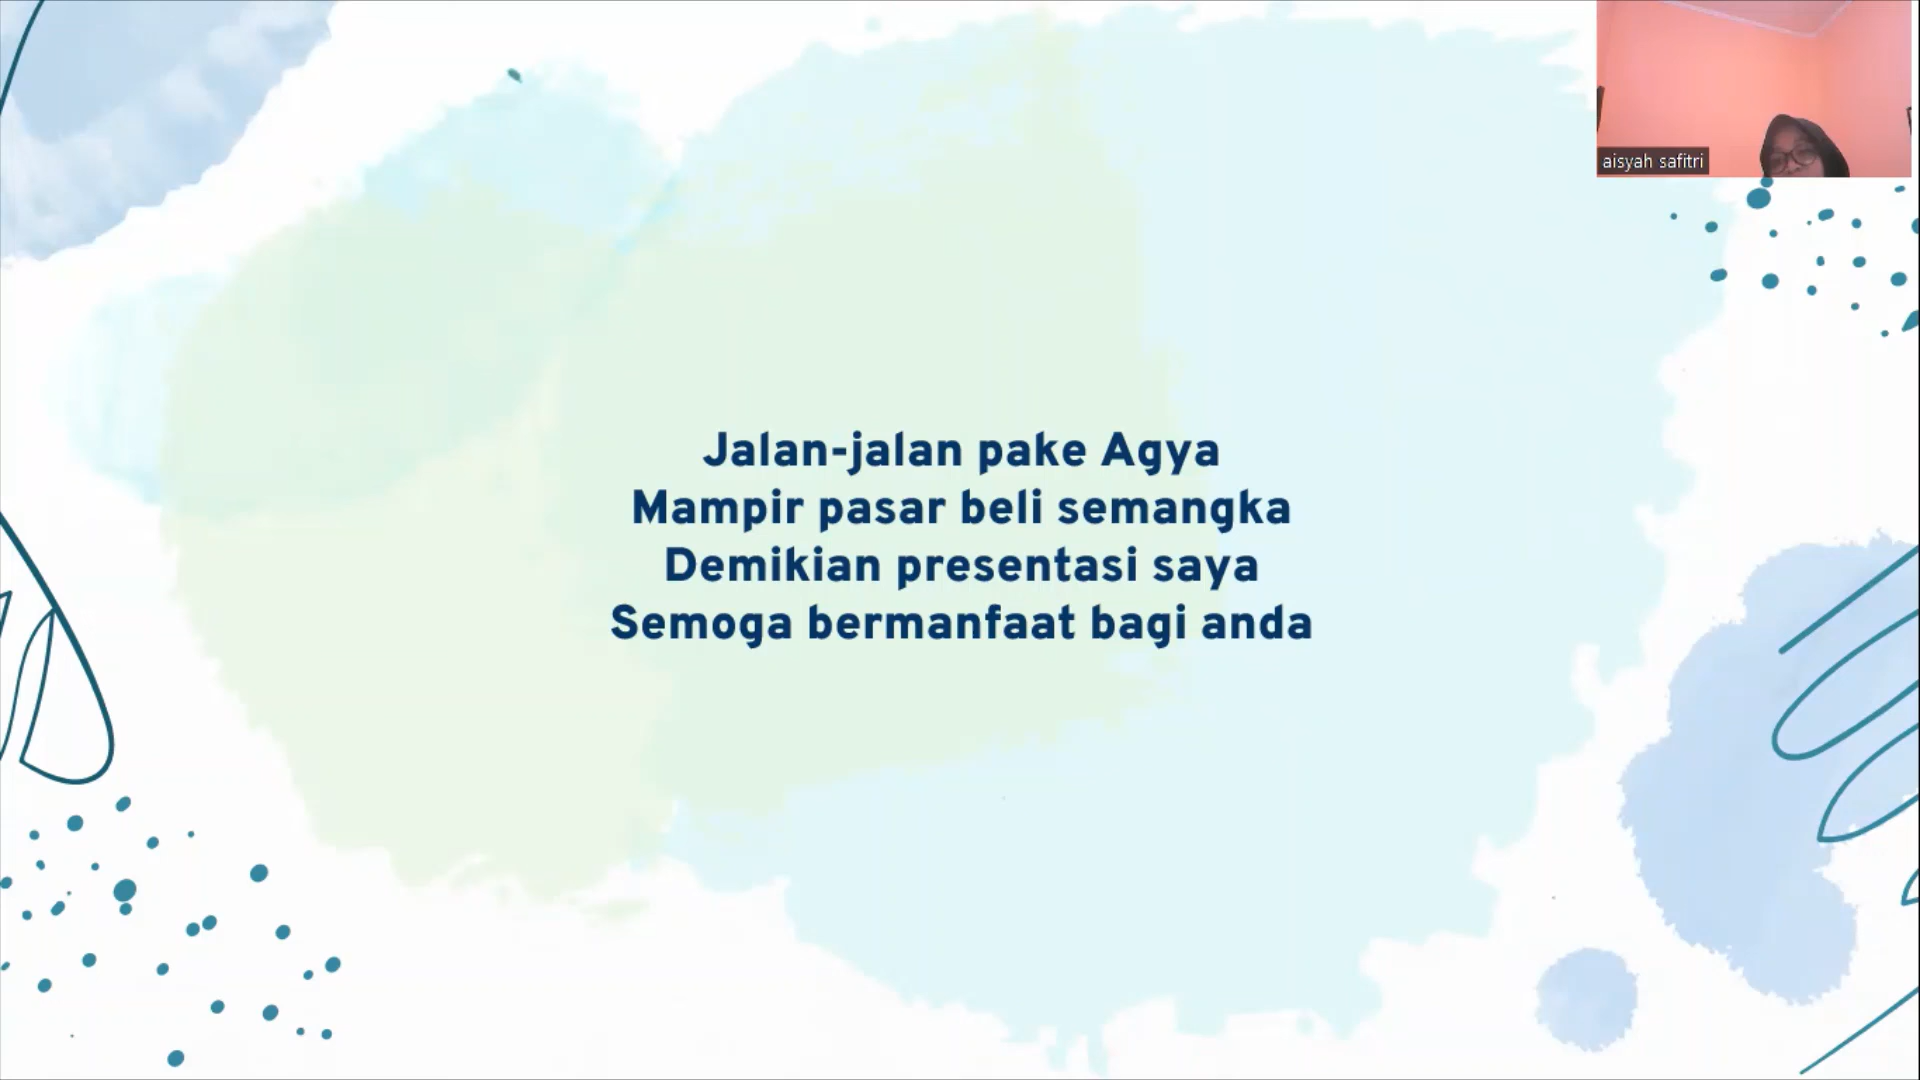 aisyah safitri
Jalan-jalan pake Agya
Mampir pasar beli semangka
Demikian presentasi saya
Semoga bermanfaat bagi anda